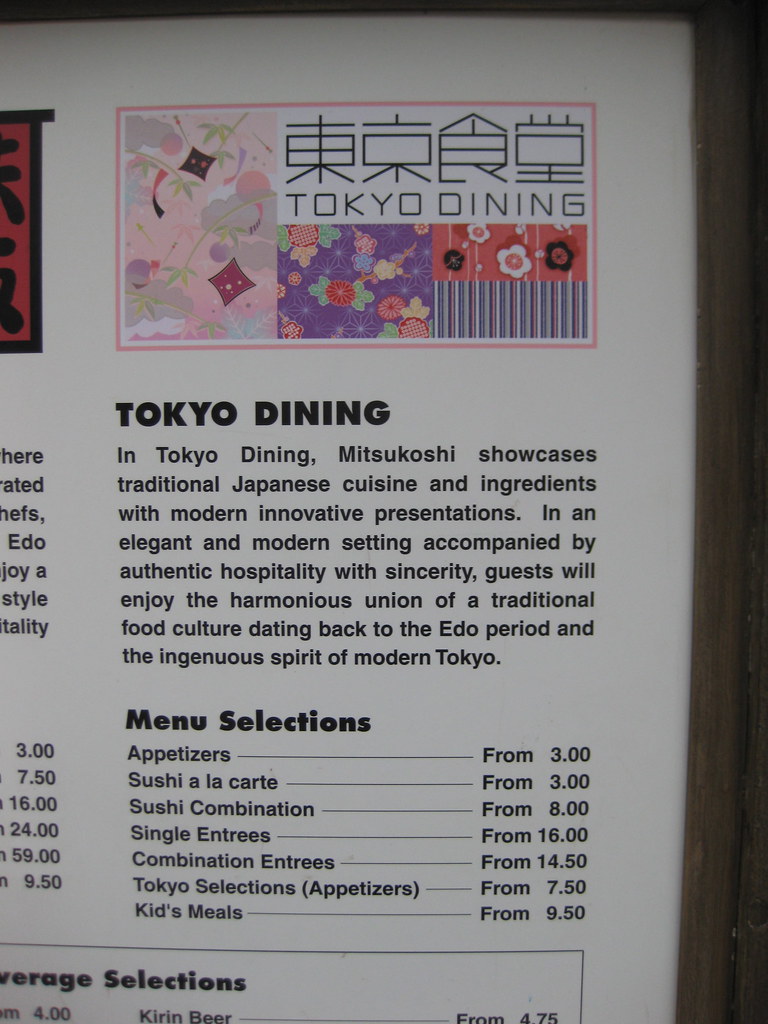 東京食堂
TOKYO DINING
TOKYO DINING
In Tokyo Dining, Mitsukoshi showcases
traditional Japanese cuisine and ingredients
with modern innovative presentations. In an
elegant and modern setting accompanied by
authentic hospitality with sincerity, guests will
enjoy the harmonious union of a traditional
food culture dating back to the Edo period and
the ingenuous spirit of modern Tokyo.
Menu Selections
Appetizers From 3.00
Sushi a la carte From 3.00
Sushi Combination From 8.00
Single Entrees From 16.00
Combination Entrees From 14.50
Tokyo Selections (Appetizers) From 7.50
Kid's Meals From 9.50
Edo
style
3.00
7.50
16.00
24.00
59.00
9.50
Selections
4.00
Kirin Beer From 4.75